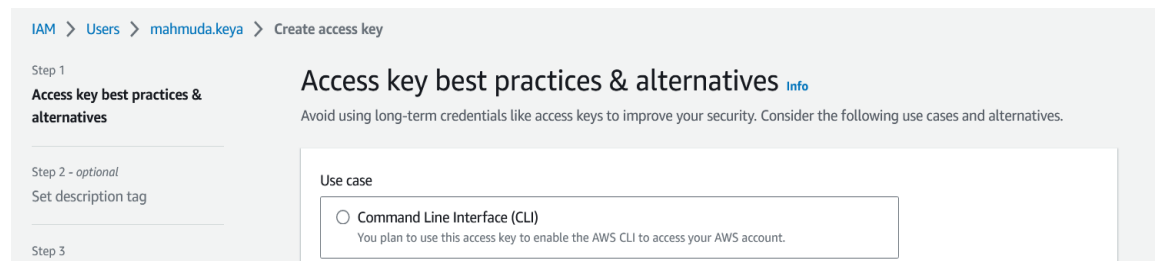 IAM > Users > mahmuda.keya > Create access key
Step 1
Access key best practices &
alternatives
Step 2 - optional
Set description tag
Step 3
Access key best practices & alternatives Info
Avoid using long-term credentials like access keys to improve your security. Consider the following use cases and alternatives.
Use case
Command Line Interface (CLI)
You plan to use this access key to enable the AWS CLI to access your AWS account.